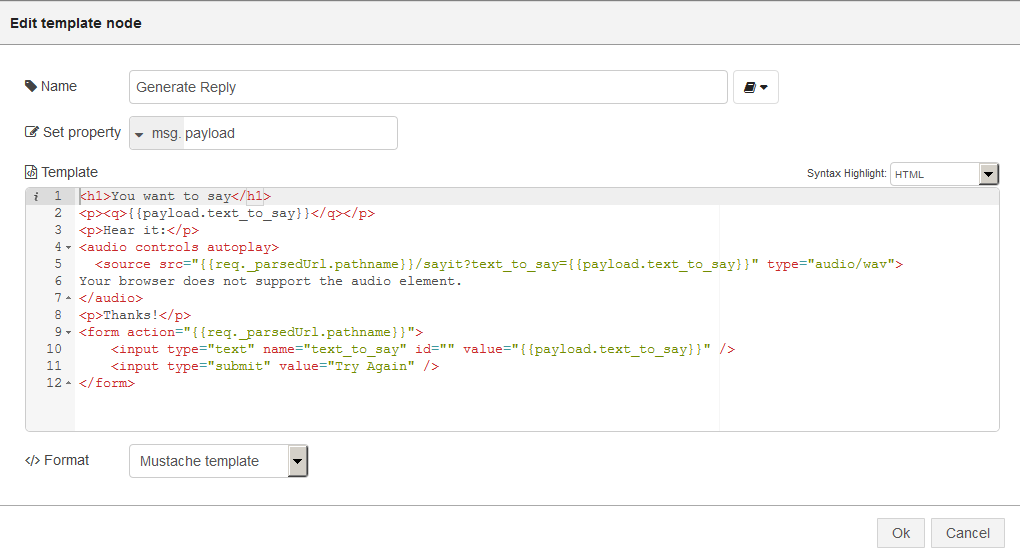 Edit template node
Name
Generate Reply
Set property
msg. payload
Template
Syntax Highlight: HTML
i 1 <h1>You want to say</h1>
2 <p><q>{{payload.text_to_say}}</q></p>
3 <p>Hear it:</p>
4 <audio controls autoplay>
5   <source src="{{req._parsedUrl.pathname}}/sayit?text_to_say={{payload.text_to_say}}" type="audio/wav">
6 Your browser does not support the audio element.
7 </audio>
8 <p>Thanks!</p>
9 <form action="{{req._parsedUrl.pathname}}">
10     <input type="text" name="text_to_say" id="" value="{{payload.text_to_say}}" />
11     <input type="submit" value="Try Again" />
12 </form>
</> Format
Mustache template
Ok
Cancel